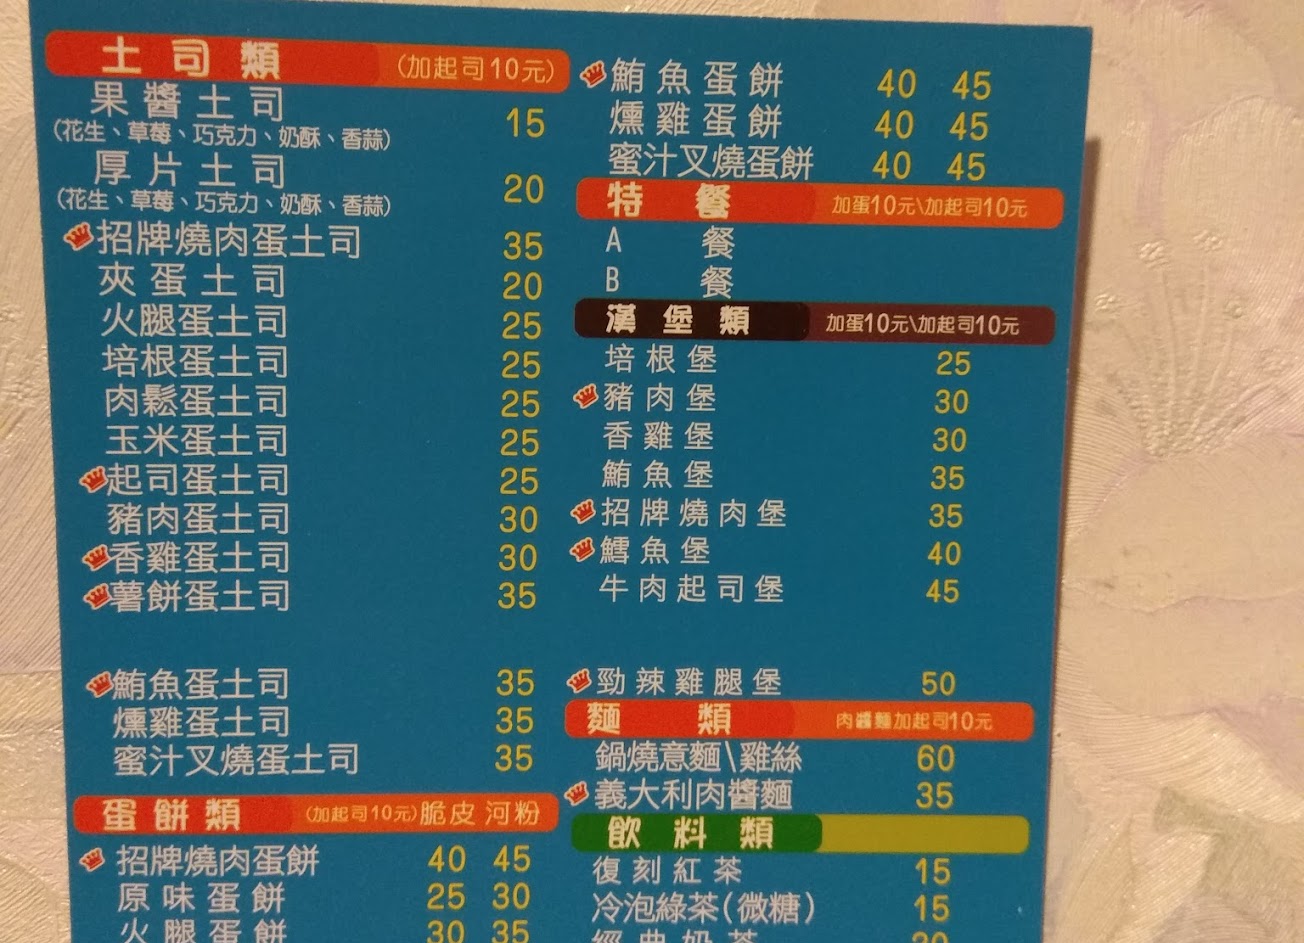 土司類 (加起司10元)
果醬土司 15
(花生、草莓、巧克力、奶酥、香蒜)
厚片土司 20
(花生、草莓、巧克力、奶酥、香蒜)
招牌燒肉蛋土司 35
夾蛋土司 20
火腿蛋土司 25
培根蛋土司 25
肉鬆蛋土司 25
玉米蛋土司 25
起司蛋土司 25
豬肉蛋土司 30
香雞蛋土司 30
薯餅蛋土司 35
鮪魚蛋土司 35
燻雞蛋土司 35
蜜汁叉燒蛋土司 35
蛋餅類 (加起司10元) 脆皮 河粉
招牌燒肉蛋餅 40 45
原味蛋餅 25 30
火腿蛋餅 30 35
鮪魚蛋餅 40 45
燻雞蛋餅 40 45
蜜汁叉燒蛋餅 40 45
特餐 加蛋10元\加起司10元
A餐
B餐
漢堡類 加蛋10元\加起司10元
培根堡 25
豬肉堡 30
香雞堡 30
鮪魚堡 35
招牌燒肉堡 35
鱈魚堡 40
牛肉起司堡 45
勁辣雞腿堡 50
麵類 肉醬麵加起司10元
鍋燒意麵\雞絲 60
義大利肉醬麵 35
飲料類
復刻紅茶 15
冷泡綠茶(微糖) 15
經典奶茶 20